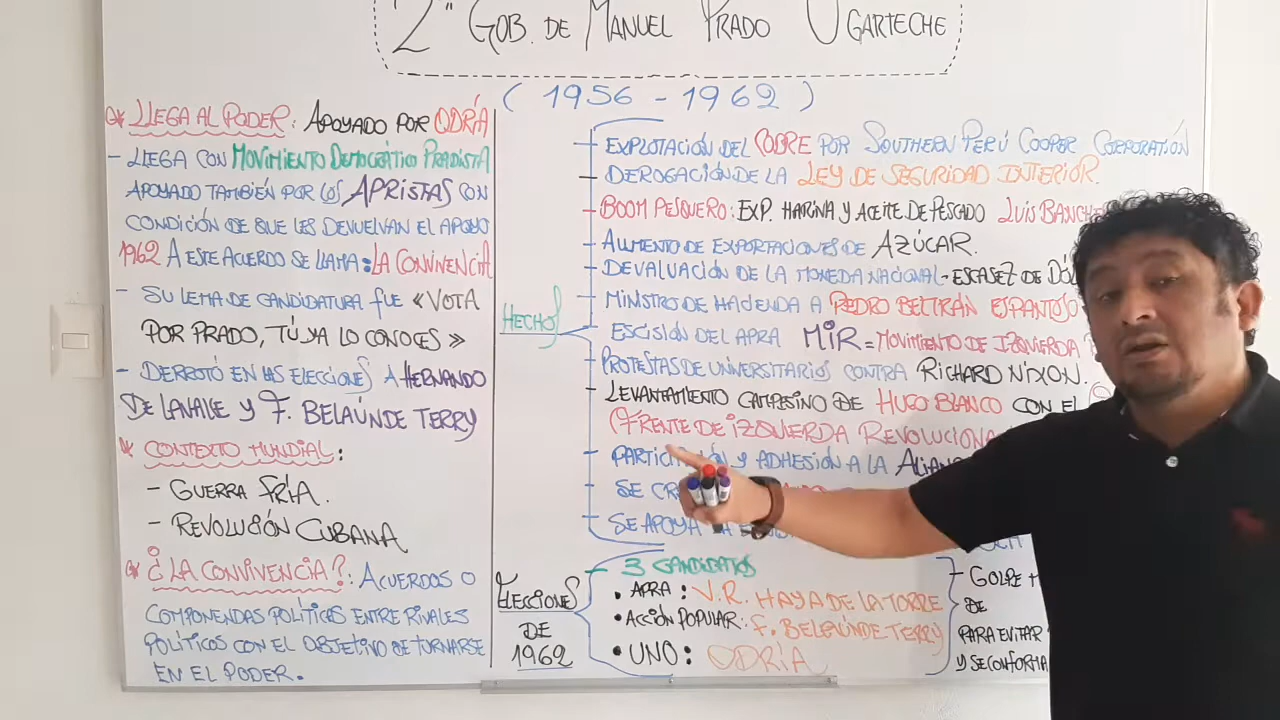 2° GOB. DE MANUEL PRADO UGARTECHE
( 1956 - 1962 )
* LLEGA AL PODER: APOYADO POR ODRÍA
- LLEGA CON MOVIMIENTO DEMOCRÁTICO PRADISTA
APOYADO TAMBIÉN POR LOS APRISTAS CON
CONDICIÓN DE QUE LES DEVUELVAN EL APOYO
1962 A ESTE ACUERDO SE LLAMA: LA CONVIVENCIA
- SU LEMA DE CANDIDATURA FUE «VOTA
POR PRADO, TÚ YA LO CONOCES»
- DERROTÓ EN LAS ELECCIONES A HERNANDO
DE LAVALLE Y F. BELAÚNDE TERRY
* CONTEXTO MUNDIAL:
- GUERRA FRÍA.
- REVOLUCIÓN CUBANA
* ¿LA CONVIVENCIA?: ACUERDOS O
COMPONENDAS POLÍTICAS ENTRE RIVALES
POLÍTICOS CON EL OBJETIVO DE TURNARSE
EN EL PODER.
HECHOS
- EXPLOTACIÓN DEL COBRE POR SOUTHERN PERÚ COOPER CORPORATIÓN
- DEROGACIÓN DE LA LEY DE SEGURIDAD INTERIOR.
- BOOM PESQUERO: EXP. HARINA Y ACEITE DE PESCADO LUIS
- AUMENTO DE EXPORTACIONES DE AZÚCAR.
- DEVALUACIÓN DE LA MONEDA NACIONAL - ESCASEZ DE
- MINISTRO DE HACIENDA A PEDRO BELTRÁN ESPANTOSO
- ESCISIÓN DEL APRA MIR = MOVIMIENTO DE IZQUIERDA
- PROTESTAS DE UNIVERSITARIOS CONTRA RICHARD NIXON.
- LEVANTAMIENTO CAMPESINO DE HUGO BLANCO CON EL
(FRENTE DE IZQUIERDA
- Y ADHESIÓN A LA
- SE
- SE APOYA
ELECCIONES
DE
1962
3 CANDIDATOS
• APRA: V.R. HAYA DE LA TORRE
• ACCIÓN POPULAR: F. BELAÚNDE TERRY
• UNO: ODRÍA
- GOLPE
DE
PARA EVITAR
Y SE